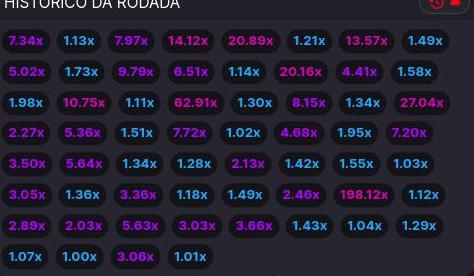 HISTÓRICO DA RODADA
7.34x 1.13x 7.97x 14.12x 20.89x 1.21x 13.57x 1.49x
5.02x 1.73x 9.79x 6.51x 1.14x 20.16x 4.41x 1.58x
1.98x 10.75x 1.11x 62.91x 1.30x 8.15x 1.34x 27.04x
2.27x 5.36x 1.51x 7.72x 1.02x 4.68x 1.95x 7.20x
3.50x 5.64x 1.34x 1.28x 2.13x 1.42x 1.55x 1.03x
3.05x 1.36x 3.36x 1.18x 1.49x 2.46x 198.12x 1.12x
2.89x 2.03x 5.63x 3.03x 3.66x 1.43x 1.04x 1.29x
1.07x 1.00x 3.06x 1.01x